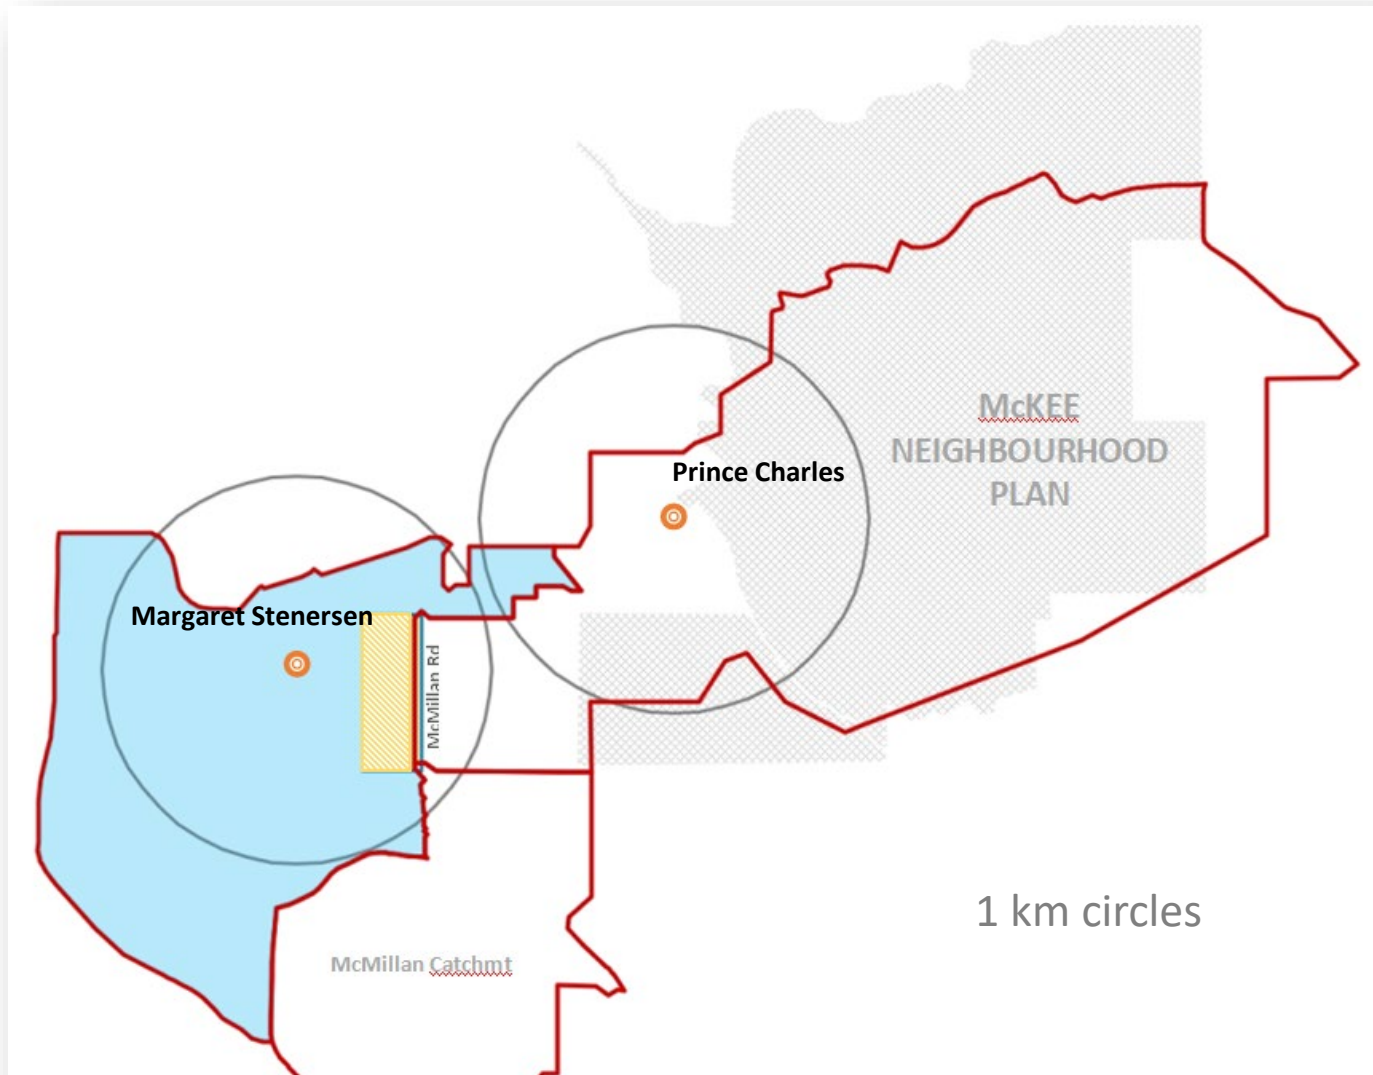 McKEE
NEIGHBOURHOOD
PLAN
Prince Charles
Margaret Stenersen
McMillan Rd
1 km circles
McMillan Catchmt